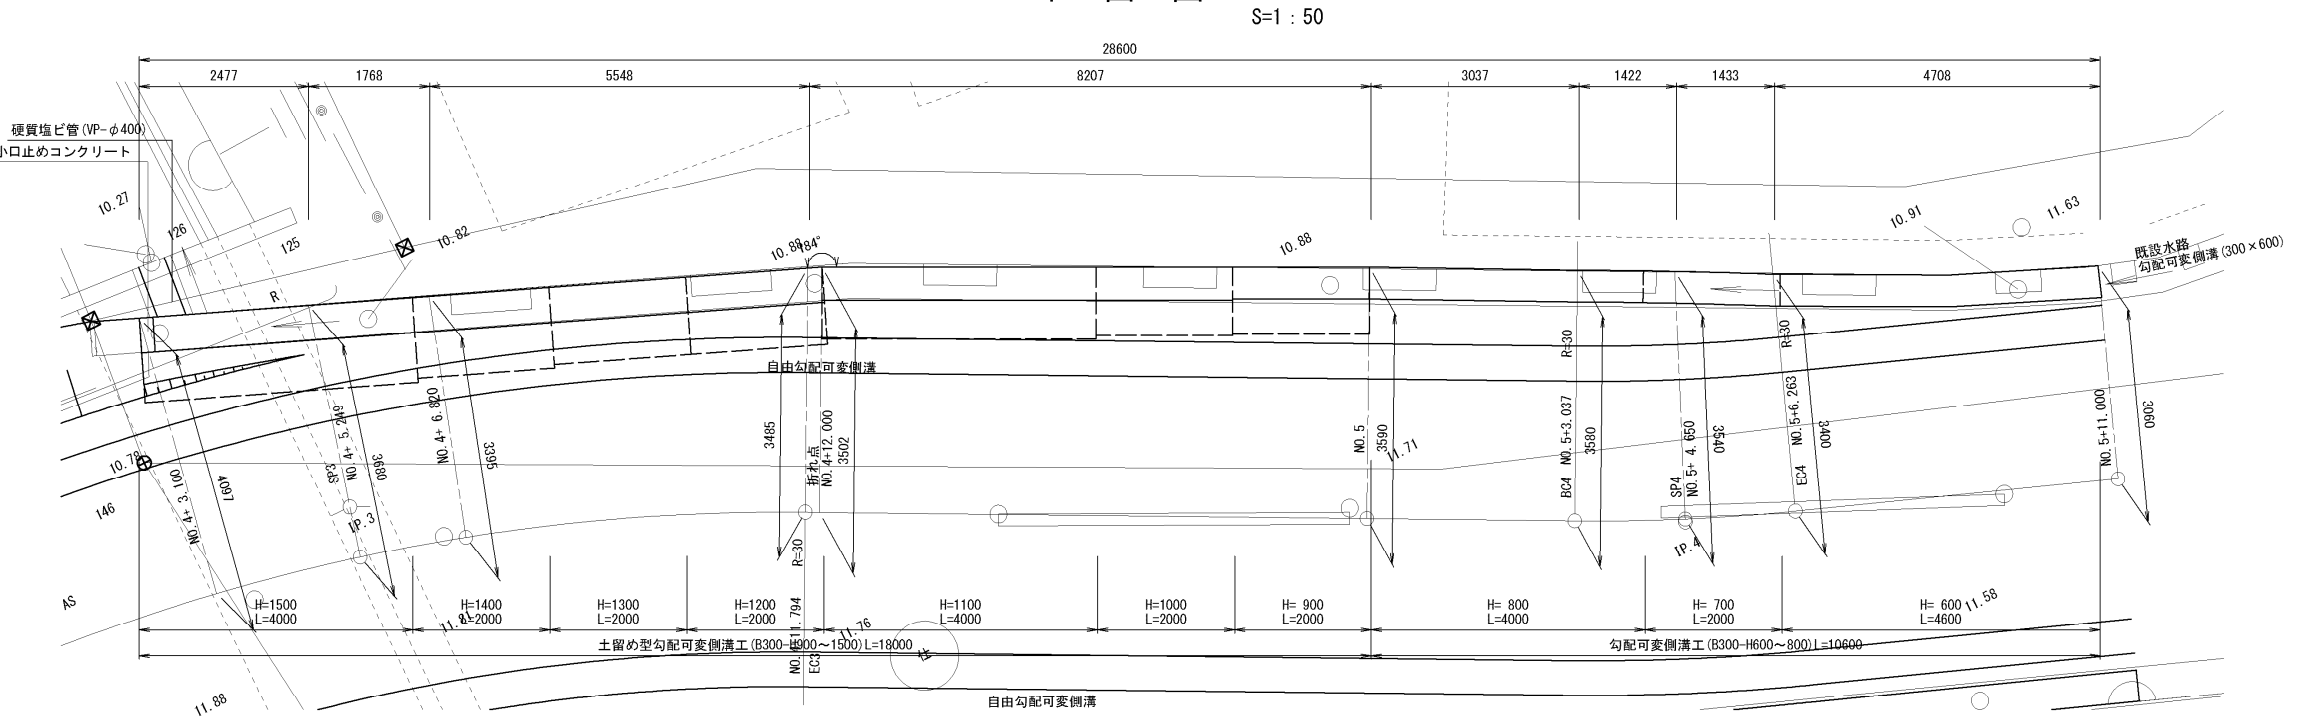 S=1 : 50
28600
2477
1768
5548
8207
3037
1422
1433
4708
硬質塩ビ管(VP-φ400)
小口止めコンクリート
10.27
126
125
10.82
10.88
184°
10.88
10.91
11.63
既設水路
勾配可変側溝(300×600)
R
自由勾配可変側溝
10.78
146
NO.4+ 3.100
4097
SP3
NO.4+ 5.249
3980
IP.3
NO.4+ 6.820
3395
3485
折れ点
NO.4+12.000
3502
NO.5
3590
11.71
R=30
BC4 NO.5+3.037
3580
SP4
NO.5+ 4.650
3540
IP.4
R=30
EC4 NO.5+6.263
3400
NO.5+11.000
3060
R=30
NO.4+11.794
EC3
AS
H=1500
L=4000
H=1400
L=2000
H=1300
L=2000
H=1200
L=2000
H=1100
L=4000
H=1000
L=2000
H= 900
L=2000
H= 800
L=4000
H= 700
L=2000
H= 600
L=4600
11.81
11.76
11.58
土留め型勾配可変側溝工(B300-H900～1500)L=18000
勾配可変側溝工(B300-H600～800)L=10600
仕
11.88
自由勾配可変側溝